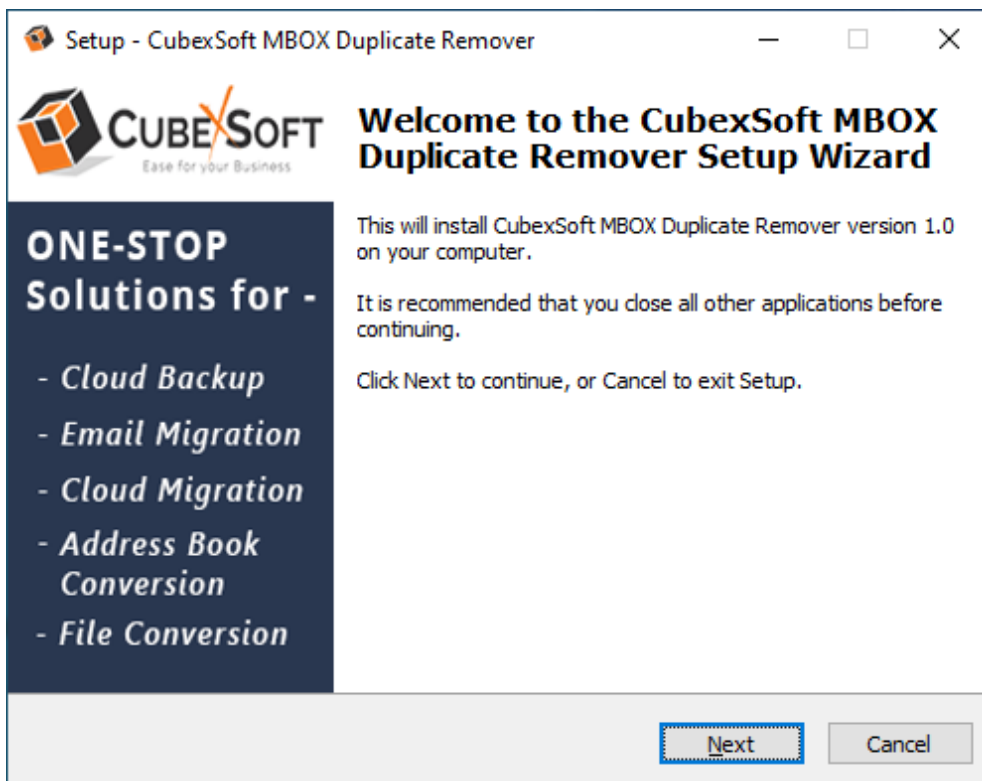 Setup - CubexSoft MBOX Duplicate Remover
CUBEXSOFT
Ease for your Business
Welcome to the CubexSoft MBOX
Duplicate Remover Setup Wizard
This will install CubexSoft MBOX Duplicate Remover version 1.0
on your computer.
It is recommended that you close all other applications before
continuing.
Click Next to continue, or Cancel to exit Setup.
ONE-STOP
Solutions for -
- Cloud Backup
- Email Migration
- Cloud Migration
- Address Book
Conversion
- File Conversion
Next
Cancel